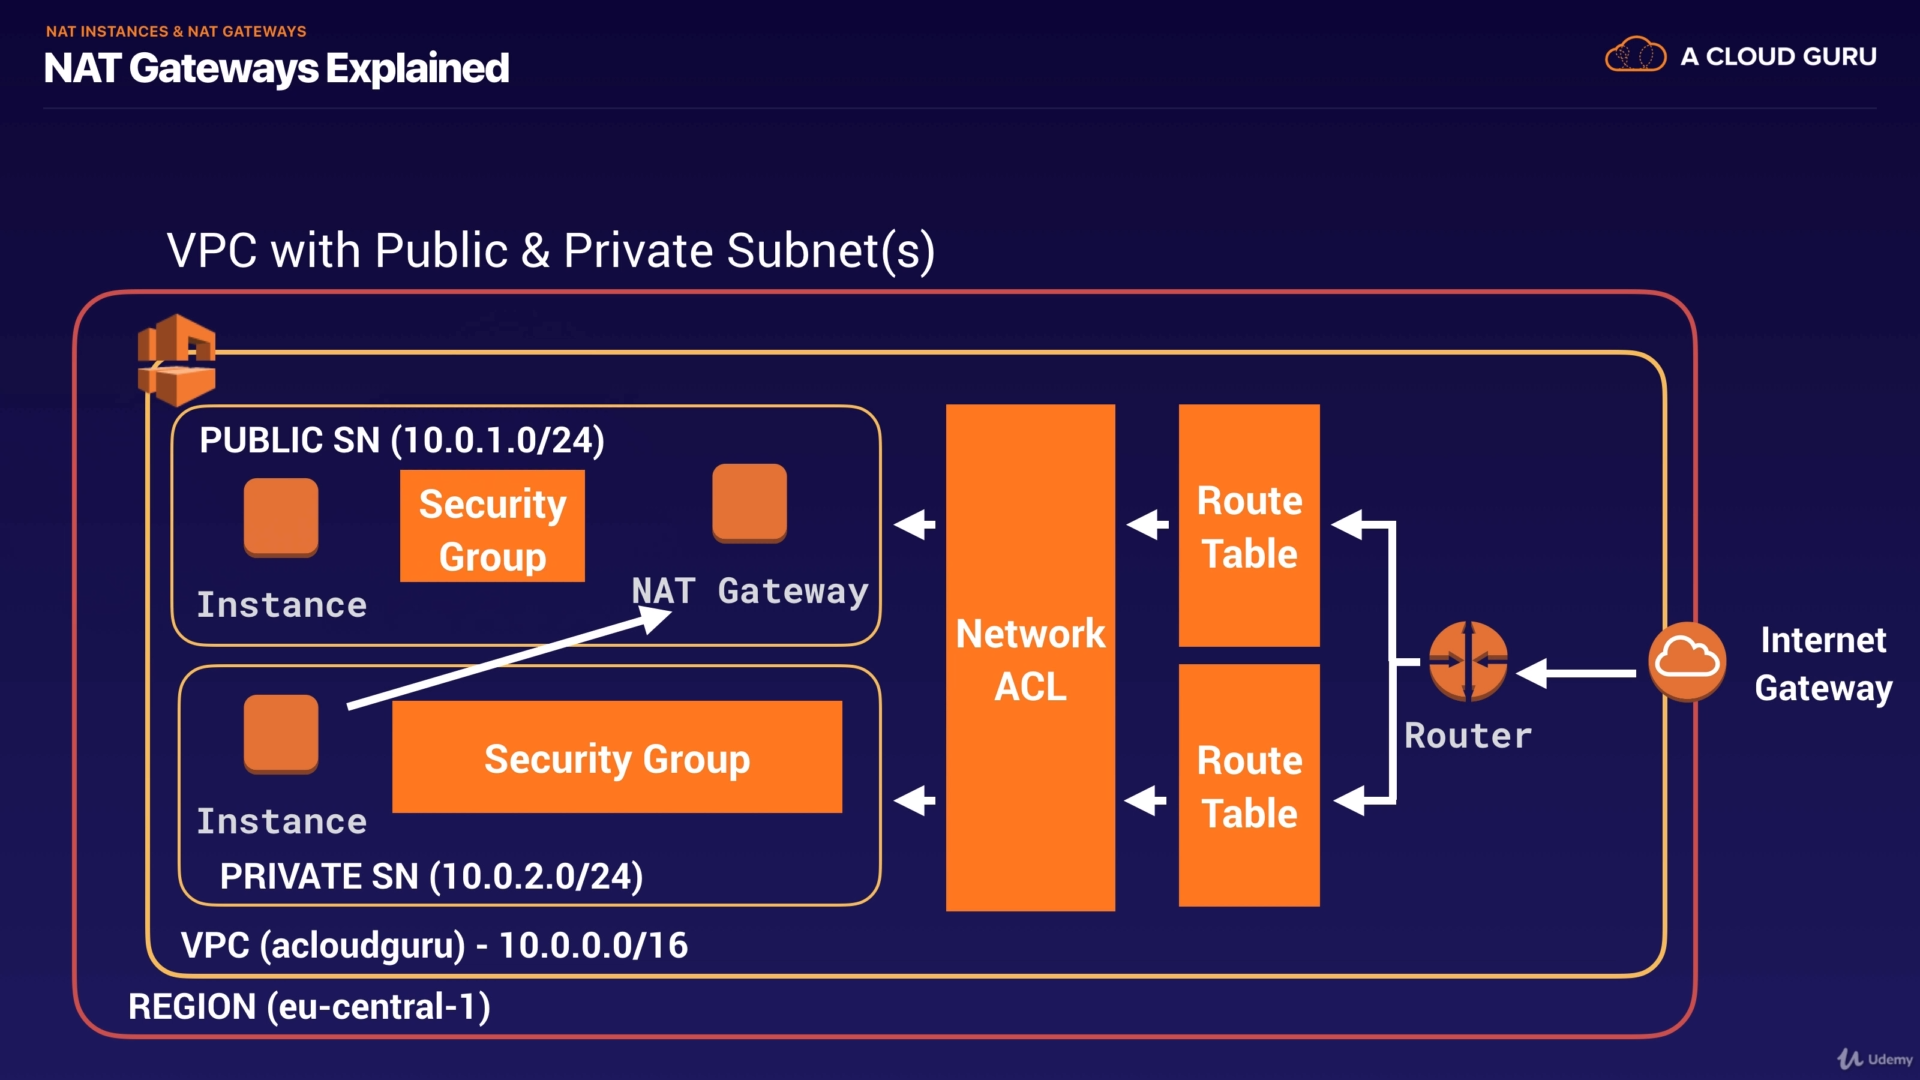 NAT INSTANCES & NAT GATEWAYS
NAT Gateways Explained
A CLOUD GURU
VPC with Public & Private Subnet(s)
PUBLIC SN (10.0.1.0/24)
Instance
Security
Group
NAT Gateway
Instance
Security Group
PRIVATE SN (10.0.2.0/24)
Network
ACL
Route
Table
Route
Table
Router
Internet
Gateway
VPC (acloudguru) - 10.0.0.0/16
REGION (eu-central-1)
Udemy